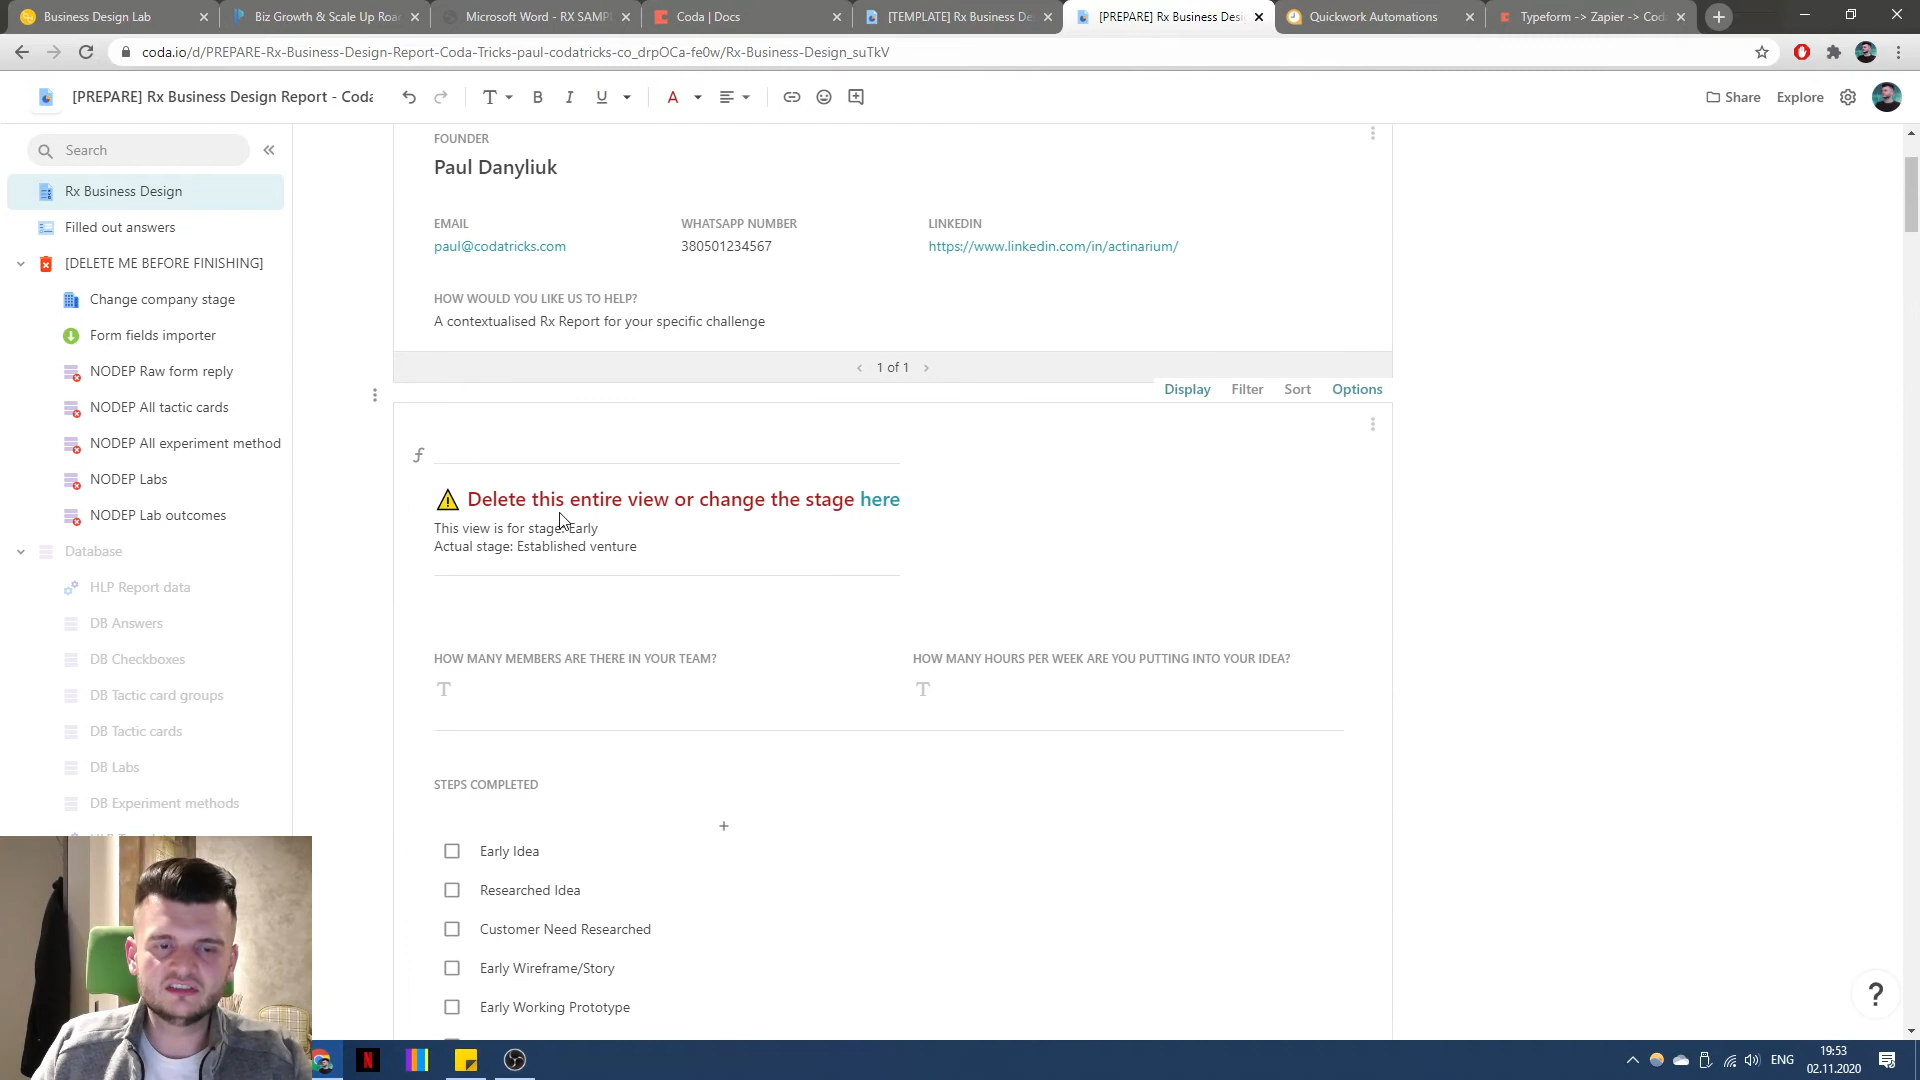 Business Design Lab
Biz Growth & Scale Up Roa
Microsoft Word - RX SAMPL
Coda | Docs
[TEMPLATE] Rx Business De
[PREPARE] Rx Business Desi
Quickwork Automations
Typeform -> Zapier -> Cod
coda.io/d/PREPARE-Rx-Business-Design-Report-Coda-Tricks-paul-codatricks-co_drpOCa-fe0w/Rx-Business-Design_suTkV
[PREPARE] Rx Business Design Report - Coda
T
B
I
U
A
Share
Explore
Search
Rx Business Design
Filled out answers
[DELETE ME BEFORE FINISHING]
Change company stage
Form fields importer
NODEP Raw form reply
NODEP All tactic cards
NODEP All experiment method
NODEP Labs
NODEP Lab outcomes
Database
HLP Report data
DB Answers
DB Checkboxes
DB Tactic card groups
DB Tactic cards
DB Labs
DB Experiment methods
FOUNDER
Paul Danyliuk
EMAIL WHATSAPP NUMBER LINKEDIN
paul@codatricks.com 380501234567 https://www.linkedin.com/in/actinarium/
HOW WOULD YOU LIKE US TO HELP?
A contextualised Rx Report for your specific challenge
1 of 1
Display Filter Sort Options
Delete this entire view or change the stage here
This view is for stage: Early
Actual stage: Established venture
HOW MANY MEMBERS ARE THERE IN YOUR TEAM? HOW MANY HOURS PER WEEK ARE YOU PUTTING INTO YOUR IDEA?
T T
STEPS COMPLETED
+
Early Idea
Researched Idea
Customer Need Researched
Early Wireframe/Story
Early Working Prototype
?
ENG
19:53
02.11.2020